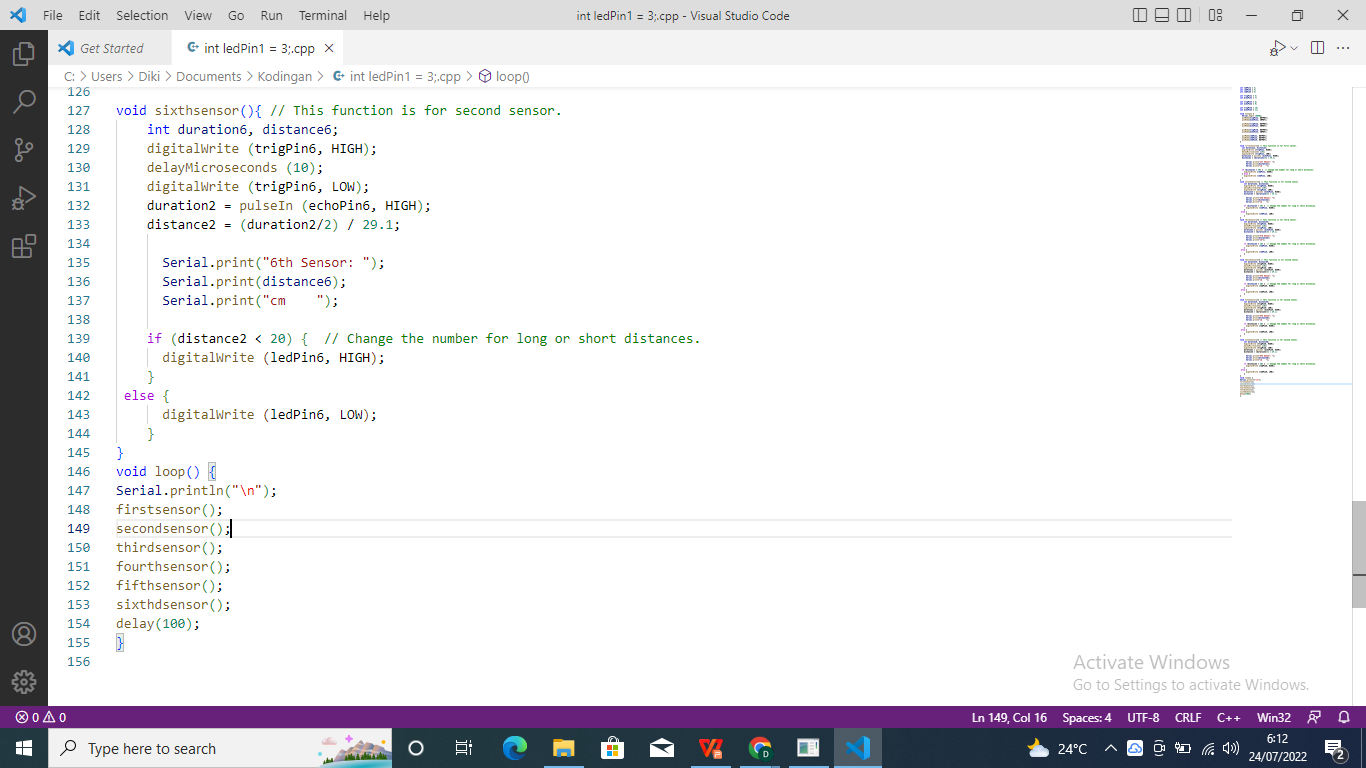 File Edit Selection View Go Run Terminal Help int ledPin1 = 3;.cpp - Visual Studio Code
Get Started int ledPin1 = 3;.cpp
C: > Users > Diki > Documents > Kodingan > int ledPin1 = 3;.cpp > loop()
126
127 void sixthsensor(){ // This function is for second sensor.
128 int duration6, distance6;
129 digitalWrite (trigPin6, HIGH);
130 delayMicroseconds (10);
131 digitalWrite (trigPin6, LOW);
132 duration2 = pulseIn (echoPin6, HIGH);
133 distance2 = (duration2/2) / 29.1;
134
135 Serial.print("6th Sensor: ");
136 Serial.print(distance6);
137 Serial.print("cm    ");
138
139 if (distance2 < 20) {  // Change the number for long or short distances.
140 digitalWrite (ledPin6, HIGH);
141 }
142 else {
143 digitalWrite (ledPin6, LOW);
144 }
145 }
146 void loop() {
147 Serial.println("\n");
148 firstsensor();
149 secondsensor();
150 thirdsensor();
151 fourthsensor();
152 fifthsensor();
153 sixthdsensor();
154 delay(100);
155 }
156
Activate Windows
Go to Settings to activate Windows.
0 0 Ln 149, Col 16 Spaces: 4 UTF-8 CRLF C++ Win32
Type here to search 24°C 6:12
24/07/2022 2